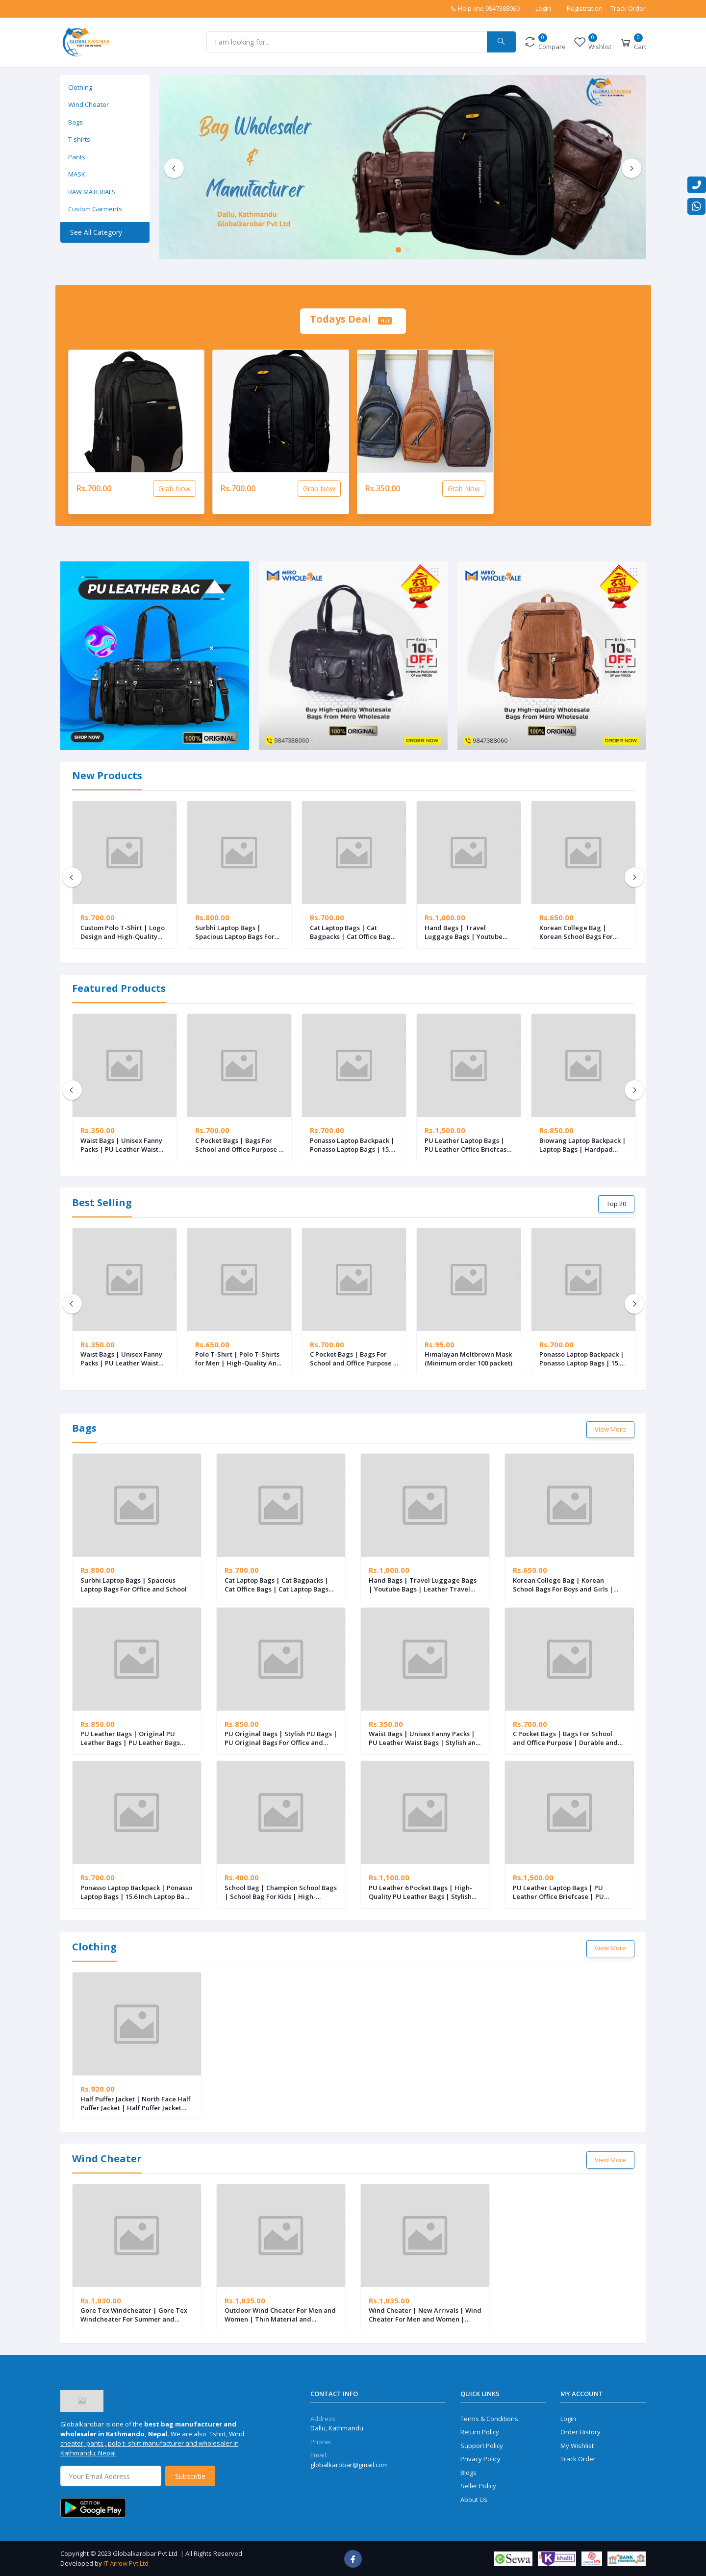 Help line 9847388060
Login
Registration
Track Order
GLOBAL KAROBAR
I am looking for...
0
Compare
0
Wishlist
0
Cart
Clothing
Wind Cheater
Bags
T-shirts
Pants
MASK
RAW MATERIALS
Custom Garments
See All Category
GLOBAL KAROBAR
Bag Wholesaler
&
Manufacturer
Dallu, Kathmandu
Globalkarobar Pvt Ltd
Todays Deal Hot
Rs.700.00
Grab Now
Rs.700.00
Grab Now
Rs.350.00
Grab Now
PU LEATHER BAG
SHOP NOW
100% ORIGINAL
MERO
WHOLESALE
OFFER
Extra
10%
OFF
Buy High-quality Wholesale
Bags from Mero Wholesale
100% ORIGINAL
9847388060
ORDER NOW
MERO
WHOLESALE
OFFER
Extra
10%
OFF
Buy High-quality Wholesale
Bags from Mero Wholesale
100% ORIGINAL
9847388060
ORDER NOW
New Products
Rs.700.00
Custom Polo T-Shirt | Logo
Design and High-Quality...
Rs.800.00
Surbhi Laptop Bags |
Spacious Laptop Bags For...
Rs.700.00
Cat Laptop Bags | Cat
Bagpacks | Cat Office Bag...
Rs.1,000.00
Hand Bags | Travel
Luggage Bags | Youtube...
Rs.650.00
Korean College Bag |
Korean School Bags For...
Featured Products
Rs.350.00
Waist Bags | Unisex Fanny
Packs | PU Leather Waist...
Rs.700.00
C Pocket Bags | Bags For
School and Office Purpose ...
Rs.700.00
Ponasso Laptop Backpack |
Ponasso Laptop Bags | 15....
Rs.1,500.00
PU Leather Laptop Bags |
PU Leather Office Briefcas...
Rs.850.00
Biowang Laptop Backpack |
Laptop Bags | Hardpad...
Best Selling
Top 20
Rs.350.00
Waist Bags | Unisex Fanny
Packs | PU Leather Waist...
Rs.650.00
Polo T-Shirt | Polo T-Shirts
for Men | High-Quality An...
Rs.700.00
C Pocket Bags | Bags For
School and Office Purpose ...
Rs.95.00
Himalayan Meltbrown Mask
(Minimum order 100 packet)
Rs.700.00
Ponasso Laptop Backpack |
Ponasso Laptop Bags | 15....
Bags
View More
Rs.800.00
Surbhi Laptop Bags | Spacious
Laptop Bags For Office and School
Rs.700.00
Cat Laptop Bags | Cat Bagpacks |
Cat Office Bags | Cat Laptop Bags...
Rs.1,000.00
Hand Bags | Travel Luggage Bags
| Youtube Bags | Leather Travel...
Rs.650.00
Korean College Bag | Korean
School Bags For Boys and Girls |...
Rs.850.00
PU Leather Bags | Original PU
Leather Bags | PU Leather Bags...
Rs.850.00
PU Original Bags | Stylish PU Bags |
PU Original Bags For Office and...
Rs.350.00
Waist Bags | Unisex Fanny Packs |
PU Leather Waist Bags | Stylish an...
Rs.700.00
C Pocket Bags | Bags For School
and Office Purpose | Durable and...
Rs.700.00
Ponasso Laptop Backpack | Ponasso
Laptop Bags | 15.6 Inch Laptop Ba...
Rs.400.00
School Bag | Champion School Bags
| School Bag For Kids | High-...
Rs.1,100.00
PU Leather 6 Pocket Bags | High-
Quality PU Leather Bags | Stylish...
Rs.1,500.00
PU Leather Laptop Bags | PU
Leather Office Briefcase | PU...
Clothing
View More
Rs.920.00
Half Puffer Jacket | North Face Half
Puffer Jacket | Half Puffer Jacket...
Wind Cheater
View More
Rs.1,030.00
Gore Tex Windcheater | Gore Tex
Windcheater For Summer and...
Rs.1,035.00
Outdoor Wind Cheater For Men and
Women | Thin Material and...
Rs.1,035.00
Wind Cheater | New Arrivals | Wind
Cheater For Men and Women |...
Globalkarobar is one of the best bag manufacturer and
wholesaler in Kathmandu, Nepal. We are also Tshirt, Wind
cheater, pants , polo t- shirt manufacturer and wholesaler in
Kathmandu, Nepal
Your Email Address
Subscribe
GET IT ON
Google Play
CONTACT INFO
Address:
Dallu, Kathmandu
Phone:
Email:
globalkarobar@gmail.com
QUICK LINKS
Terms & Conditions
Return Policy
Support Policy
Privacy Policy
Blogs
Seller Policy
About Us
MY ACCOUNT
Login
Order History
My Wishlist
Track Order
Copyright © 2023 Globalkarobar Pvt Ltd | All Rights Reserved
Developed by IT Arrow Pvt Ltd
eSewa
khalti
IPS
BANK
TRANSFER